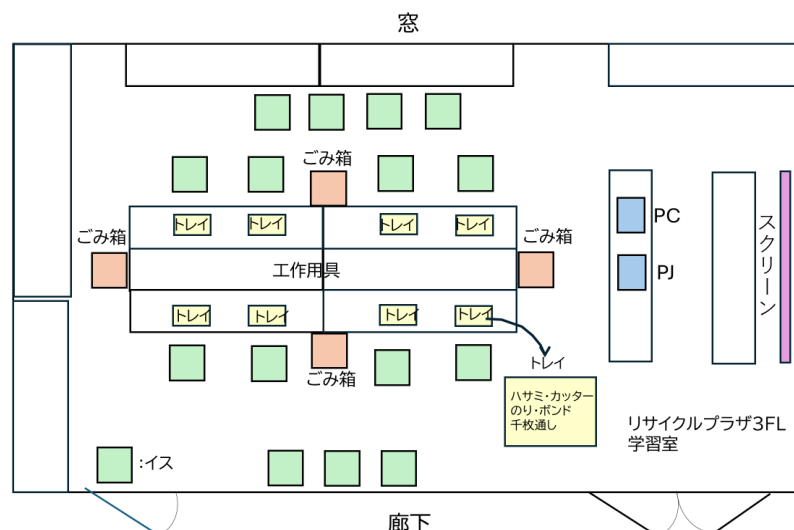 窓
ごみ箱
トレイ
トレイ
トレイ
トレイ
PC
スクリーン
ごみ箱
ごみ箱
工作用具
PJ
トレイ
トレイ
トレイ
トレイ
ごみ箱
トレイ
ハサミ・カッター
のり・ボンド
千枚通し
リサイクルプラザ3FL
学習室
:イス
廊下